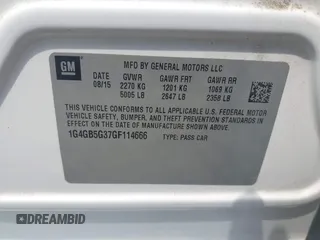 GM
MFD BY GENERAL MOTORS LLC
DATE GVWR GAWR FRT GAWR RR
08/15 2270 KG 1201 KG 1069 KG
5005 LB 2647 LB 2358 LB
THIS VEHICLE CONFORMS TO ALL APPLICABLE U.S. FEDERAL MOTOR
VEHICLE SAFETY, BUMPER, AND THEFT PREVENTION STANDARDS IN
EFFECT ON THE DATE OF MANUFACTURE SHOWN ABOVE.
1G4GB5G37GF114666 TYPE: PASS CAR
DREAMBID